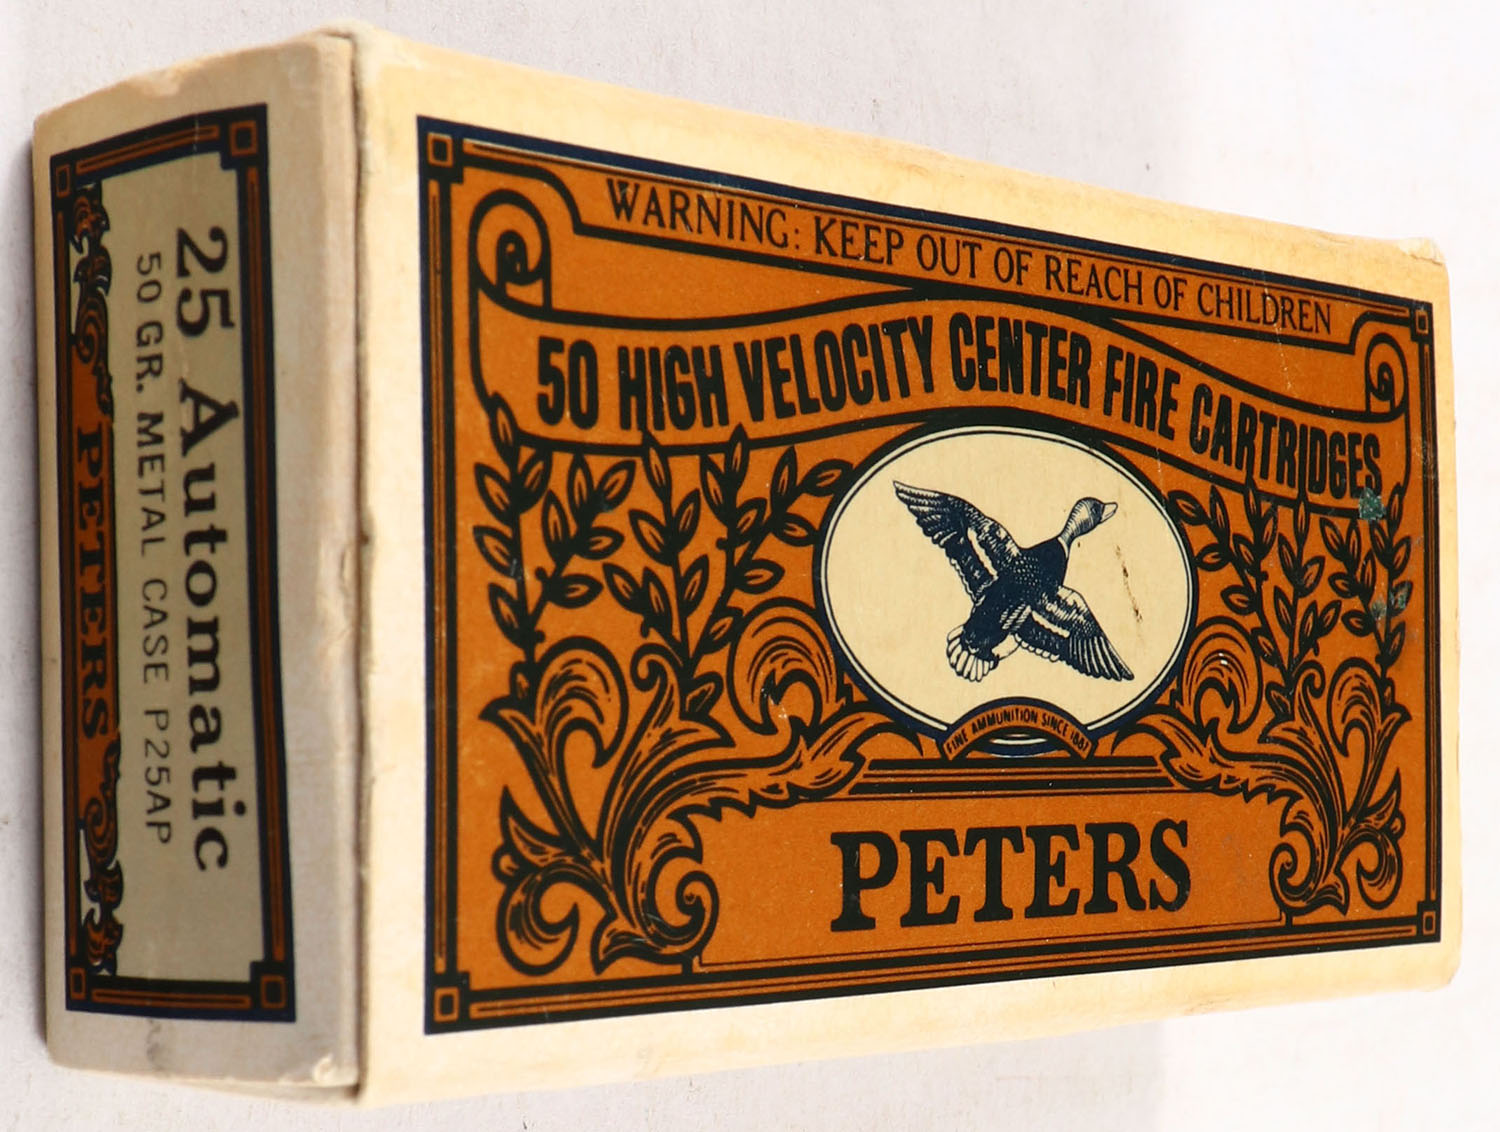 WARNING: KEEP OUT OF REACH OF CHILDREN
50 HIGH VELOCITY CENTER FIRE CARTRIDGES
FINE AMMUNITION SINCE 1887
PETERS
25 Automatic
50 GR. METAL CASE P25AP
PETERS